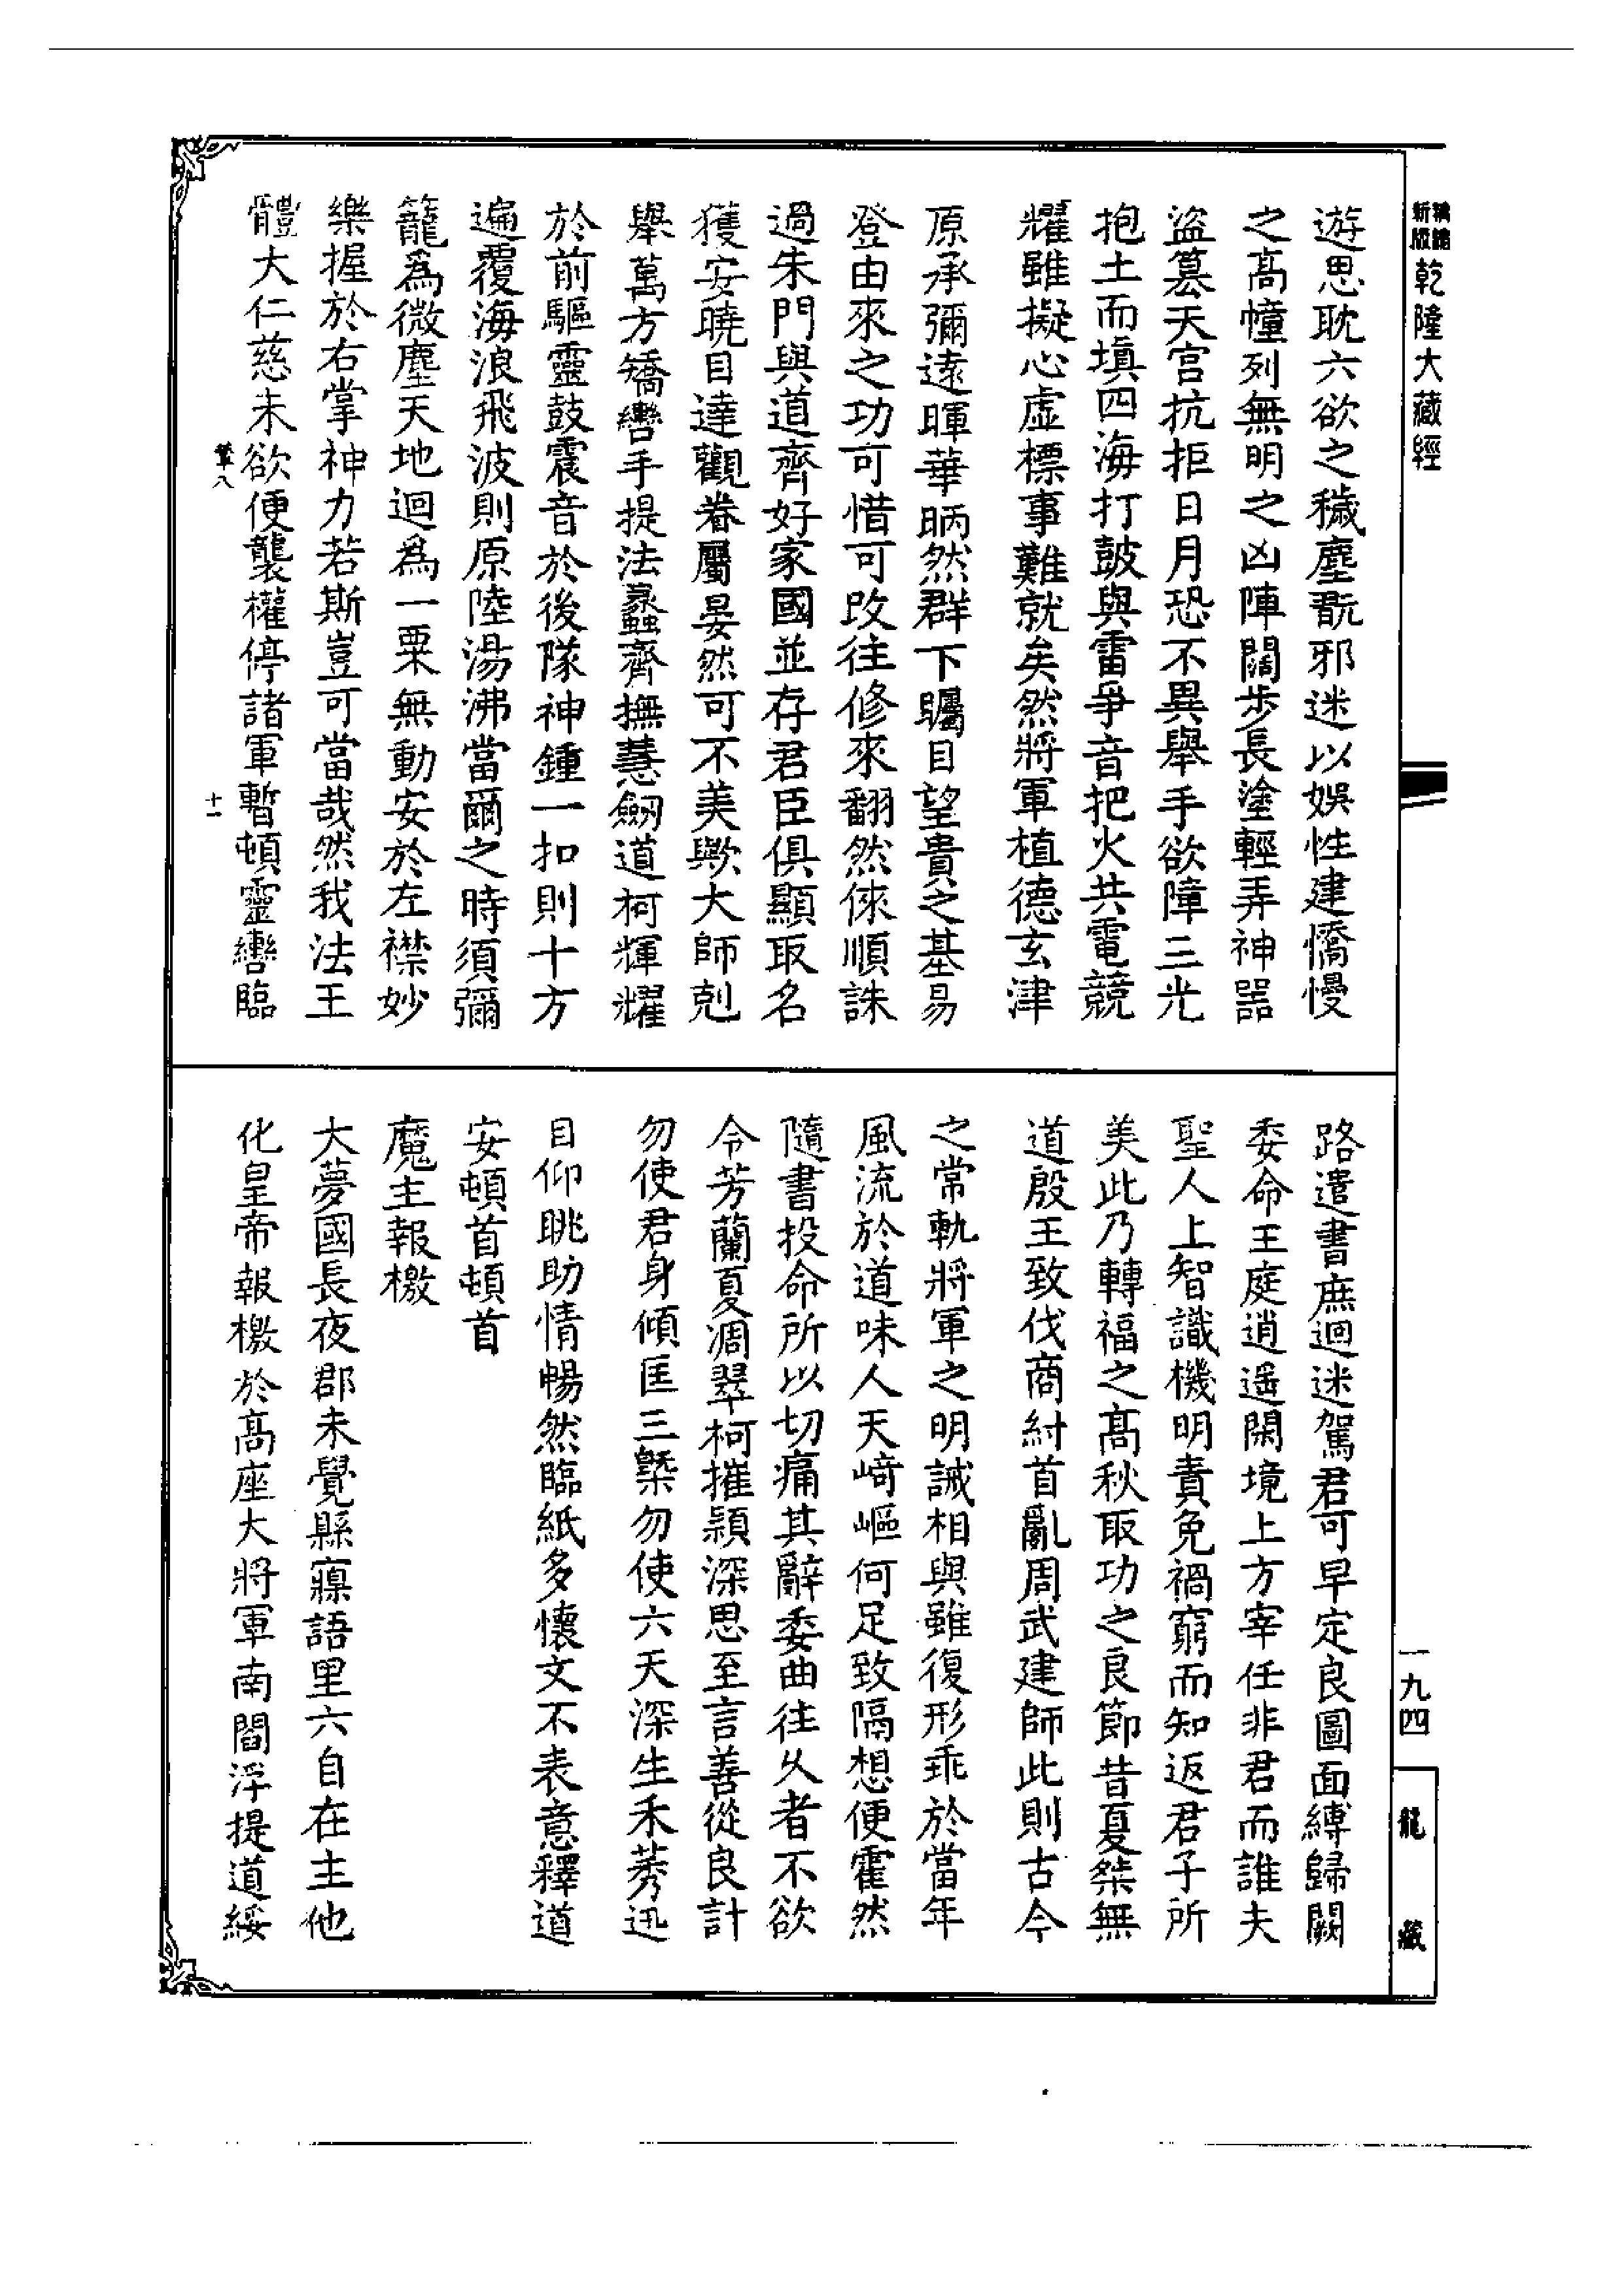 新編縮版乾隆大藏經
遊思耽六欲之穢塵翫邪迷以娛性建憍慢
之高幢列無明之凶陣闊步長塗輕弄神器
盜篡天宮抗拒日月恐不異舉手欲障三光
抱土而填四海打鼓與雷爭音把火共電競
耀雖擬心虛標事難就矣然將軍植德玄津
原承彌遠暉華晒然群下矚目望貴之基易
登由來之功可惜可改往修來翻然倈順誅
過朱門與道齊好家國並存君臣俱顯取名
獲安曉目達觀眷屬晏然可不美歟大師剋
舉萬方矯轡手提法蠡齊撫慧劒道柯輝耀
於前驅靈鼓震音於後隊神鍾一扣則十方
遍覆海浪飛波則原陸湯沸當爾之時須彌
籠為微塵天地迴為一粟無動安於左襟妙
樂握於右掌神力若斯豈可當哉然我法王
體大仁慈未欲便襲權停諸軍暫頓靈轡臨
八
十一
路遣書庶迴迷駕君可早定良圖面縛歸闕
委命王庭逍遙閑境上方宰任非君而誰夫
聖人上智識機明責免禍窮而知返君子所
美此乃轉福之高秋取功之良節昔夏桀無
道殷王致伐商紂首亂周武建師此則古今
之常軌將軍之明誡相與雖復形乖於當年
風流於道味人天崎嶇何足致隔想便霍然
隨書投命所以切痛其辭委曲往久者不欲
令芳蘭夏凋翠柯摧穎深思至言善從良計
勿使君身傾匡三槩勿使六天深生禾莠迅
目仰眺助情暢然臨紙多懷文不表意釋道
安頓首頓首
魔主報檄
大夢國長夜郡未覺縣寱語里六自在主他
化皇帝報檄於高座大將軍南閻浮提道綏
一九四
龍藏